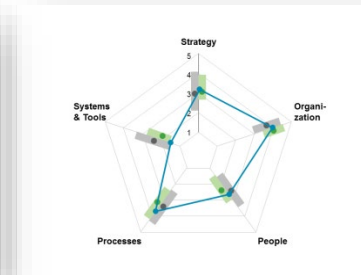 Strategy
5
4
3
2
1
Systems
& Tools
Organi-
zation
Processes
People